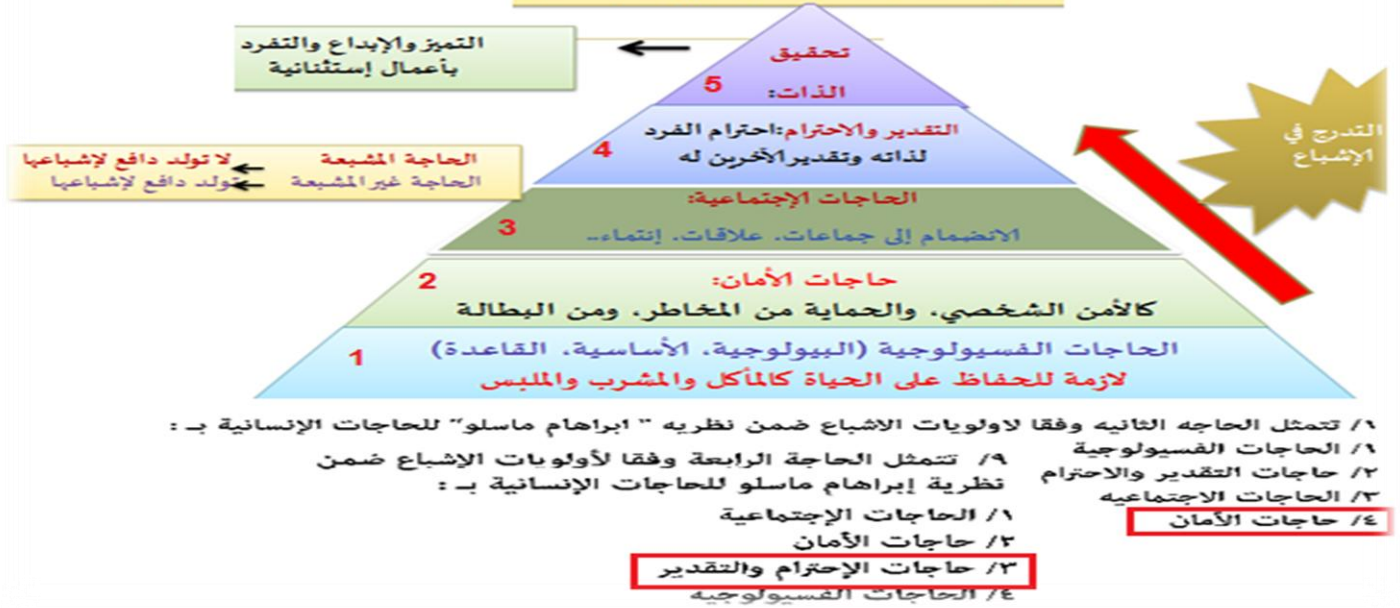 تحقيق
الذات:
5
التميز والإبداع والتفرد
بأعمال إستثنائية
التقدير والاحترام:احترام الفرد
لذاته وتقدير الآخرين له
4
التدرج في
الإشباع
الحاجة المشبعة لا تولد دافع لإشباعها
الحاجة غير المشبعة تولد دافع لإشباعها
الحاجات الإجتماعية:
الانضمام إلى جماعات، علاقات، إنتماء..
3
حاجات الأمان:
كالأمن الشخصي، والحماية من المخاطر، ومن البطالة
2
الحاجات الفسيولوجية (البيولوجية، الأساسية، القاعدة)
لازمة للحفاظ على الحياة كالمأكل والمشرب والملبس
1
١/ تتمثل الحاجه الثانيه وفقا لاولويات الاشباع ضمن نظريه " ابراهام ماسلو" للحاجات الإنسانية بـ :
١/ الحاجات الفسيولوجية
٢/ حاجات التقدير والاحترام
٣/ الحاجات الاجتماعيه
٤/ حاجات الأمان
٩/ تتمثل الحاجة الرابعة وفقا لأولويات الإشباع ضمن
نظرية إبراهام ماسلو للحاجات الإنسانية بـ :
١/ الحاجات الإجتماعية
٢/ حاجات الأمان
٣/ حاجات الإحترام والتقدير
٤/ الحاجات الفسيولوجيه